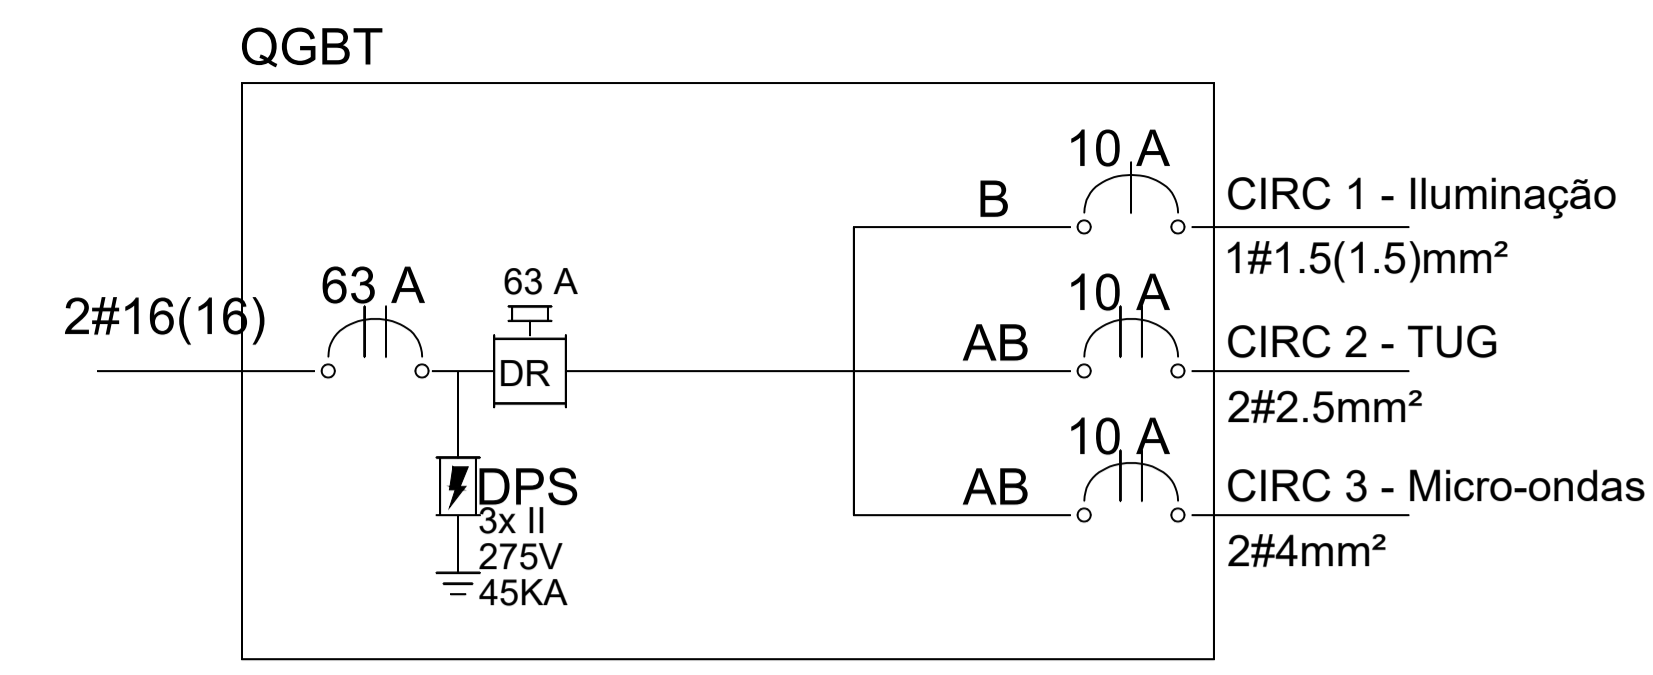 QGBT
2#16(16)
63 A
63 A
DR
DPS
3x II
275V
45KA
B
10 A
CIRC 1 - Iluminação
1#1.5(1.5)mm²
AB
10 A
CIRC 2 - TUG
2#2.5mm²
AB
10 A
CIRC 3 - Micro-ondas
2#4mm²